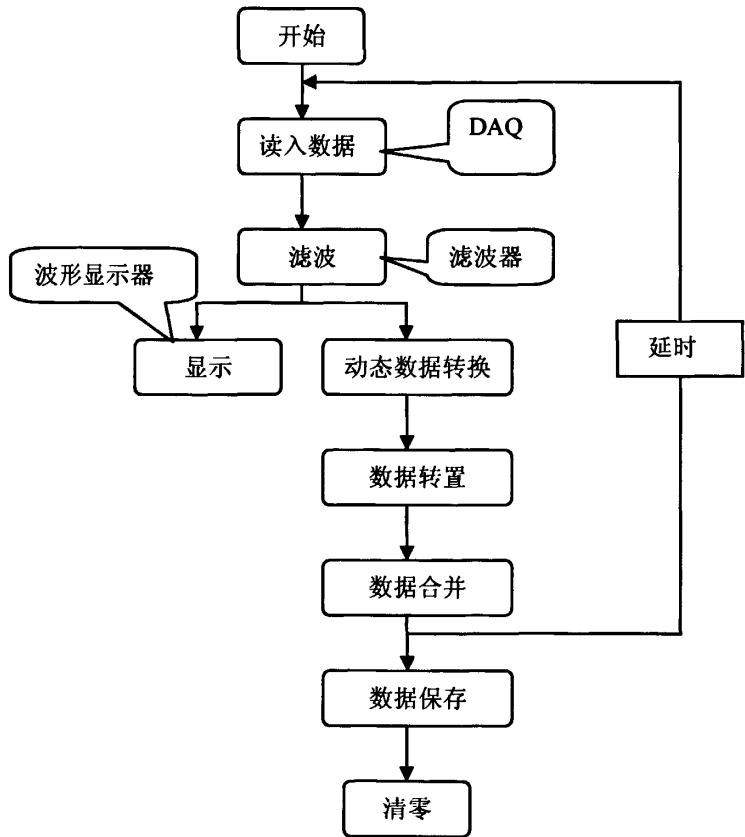 开始
DAQ
读入数据
滤波
滤波器
波形显示器
显示
动态数据转换
延时
数据转置
数据合并
数据保存
清零